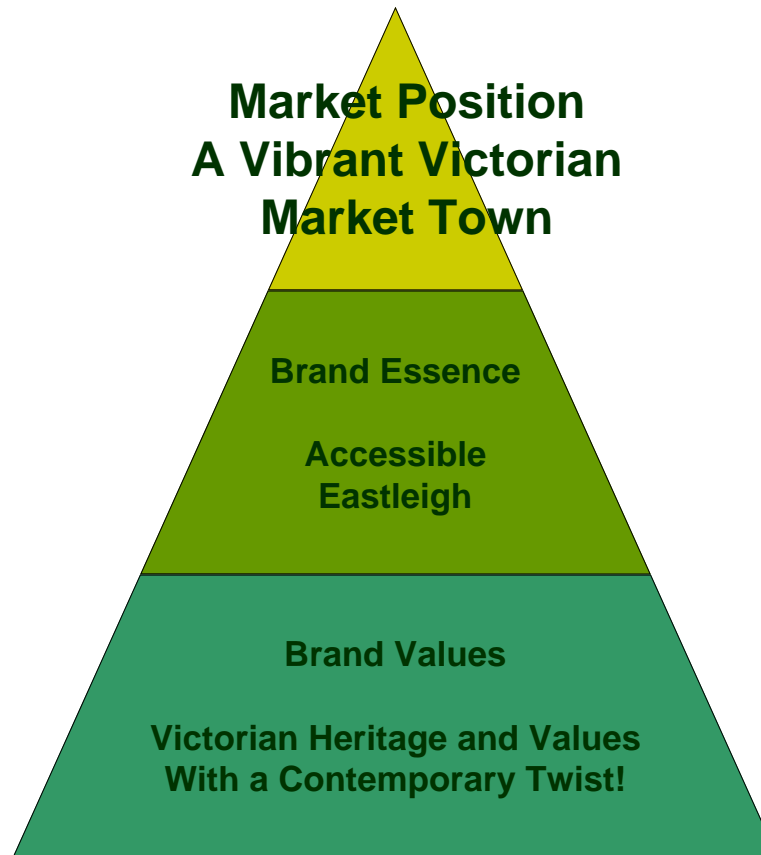 Market Position
A Vibrant Victorian
Market Town
Brand Essence
Accessible
Eastleigh
Brand Values
Victorian Heritage and Values
With a Contemporary Twist!